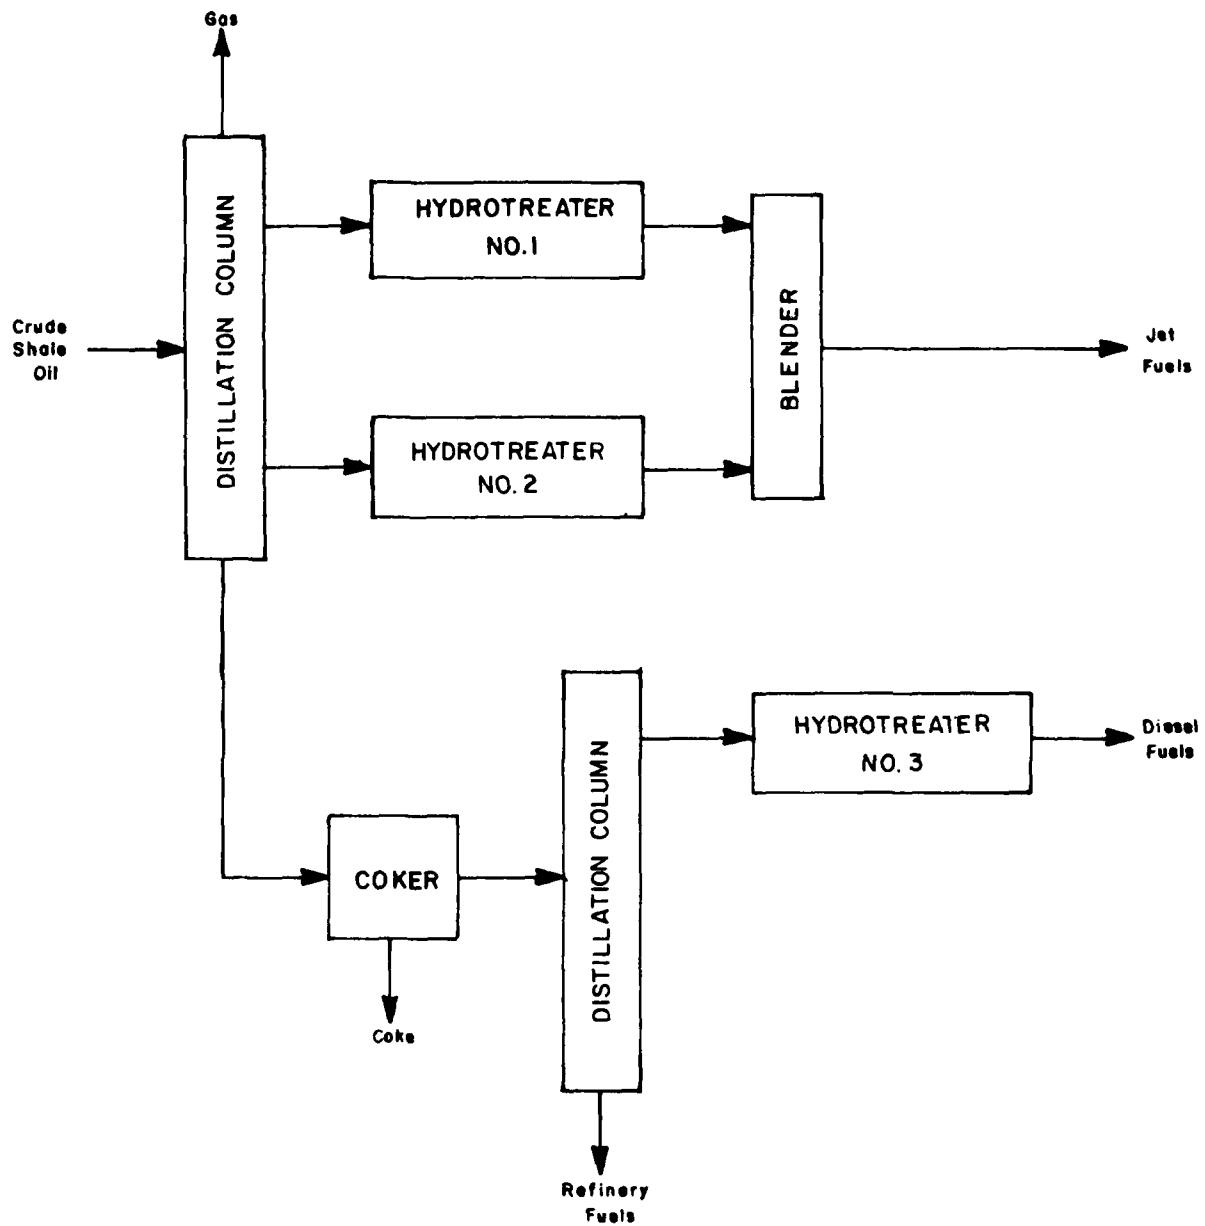 Gas
HYDROTREATER
NO.1
DISTILLATION COLUMN
BLENDER
Crude
Shale
Oil
Jet
Fuels
HYDROTREATER
NO. 2
HYDROTREATER
NO. 3
Diesel
Fuels
DISTILLATION COLUMN
COKER
Coke
Refinery
Fuels